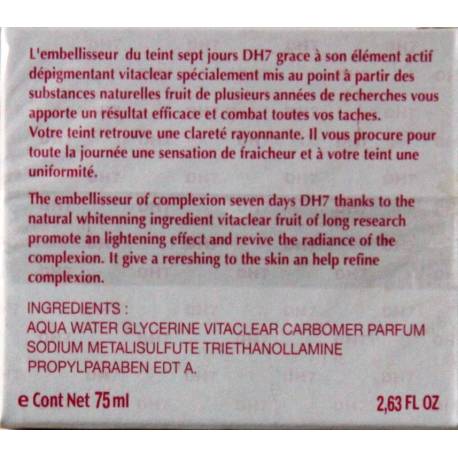 L'embellisseur du teint sept jours DH7 grace à son élément actif
dépigmentant vitaclear spécialement mis au point à partir des
substances naturelles fruit de plusieurs années de recherches vous
apporte un résultat efficace et combat toutes vos taches.
Votre teint retrouve une clareté rayonnante. Il vous procure pour
toute la journée une sensation de fraicheur et à votre teint une
uniformité.
The embellisseur of complexion seven days DH7 thanks to the
natural whitenning ingredient vitaclear fruit of long research
promote an lightening effect and revive the radiance of the
complexion. It give a rereshing to the skin an help refine
complexion.
INGREDIENTS :
AQUA WATER GLYCERINE VITACLEAR CARBOMER PARFUM
SODIUM METALISULFUTE TRIETHANOLLAMINE
PROPYLPARABEN EDT A.
e Cont Net 75ml 2,63 FL OZ